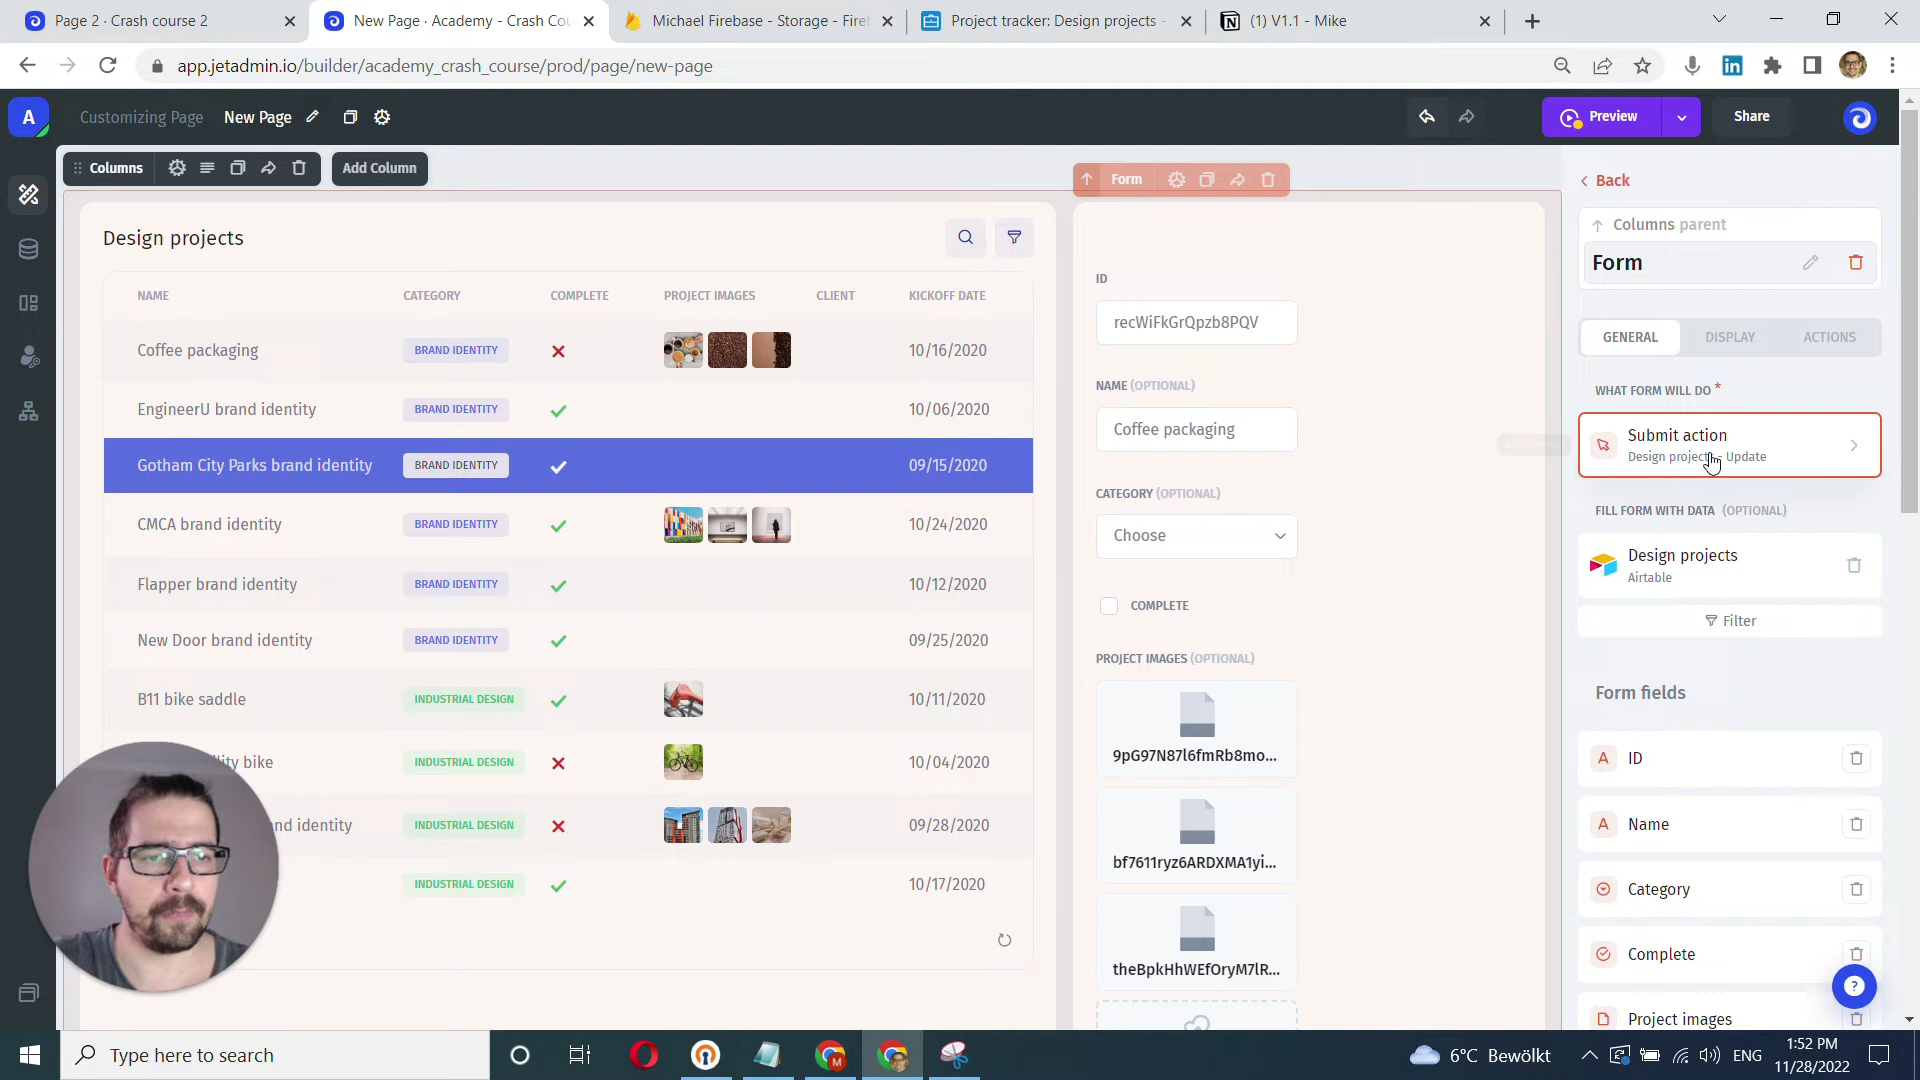 Page 2 · Crash course 2
New Page · Academy - Crash Cou
Michael Firebase - Storage - Fire
Project tracker: Design projects -
(1) V1.1 - Mike
app.jetadmin.io/builder/academy_crash_course/prod/page/new-page
A
Customizing Page
New Page
Preview
Share
Columns
Add Column
Form
Back
Columns parent
Form
GENERAL
DISPLAY
ACTIONS
WHAT FORM WILL DO *
Submit action
Design project - Update
FILL FORM WITH DATA (OPTIONAL)
Design projects
Airtable
Filter
Form fields
A ID
A Name
Category
Complete
Project images
?
Design projects
NAME CATEGORY COMPLETE PROJECT IMAGES CLIENT KICKOFF DATE
Coffee packaging BRAND IDENTITY 10/16/2020
EngineerU brand identity BRAND IDENTITY 10/06/2020
Gotham City Parks brand identity BRAND IDENTITY 09/15/2020
CMCA brand identity BRAND IDENTITY 10/24/2020
Flapper brand identity BRAND IDENTITY 10/12/2020
New Door brand identity BRAND IDENTITY 09/25/2020
B11 bike saddle INDUSTRIAL DESIGN 10/11/2020
ility bike INDUSTRIAL DESIGN 10/04/2020
nd identity INDUSTRIAL DESIGN 09/28/2020
INDUSTRIAL DESIGN 10/17/2020
ID
recWiFkGrQpzb8PQV
NAME (OPTIONAL)
Coffee packaging
CATEGORY (OPTIONAL)
Choose
COMPLETE
PROJECT IMAGES (OPTIONAL)
9pG97N87l6fmRb8mo...
bf7611ryz6ARDXMA1yi...
theBpkHhWEfOryM7lR...
Type here to search
6°C Bewölkt
ENG
1:52 PM
11/28/2022